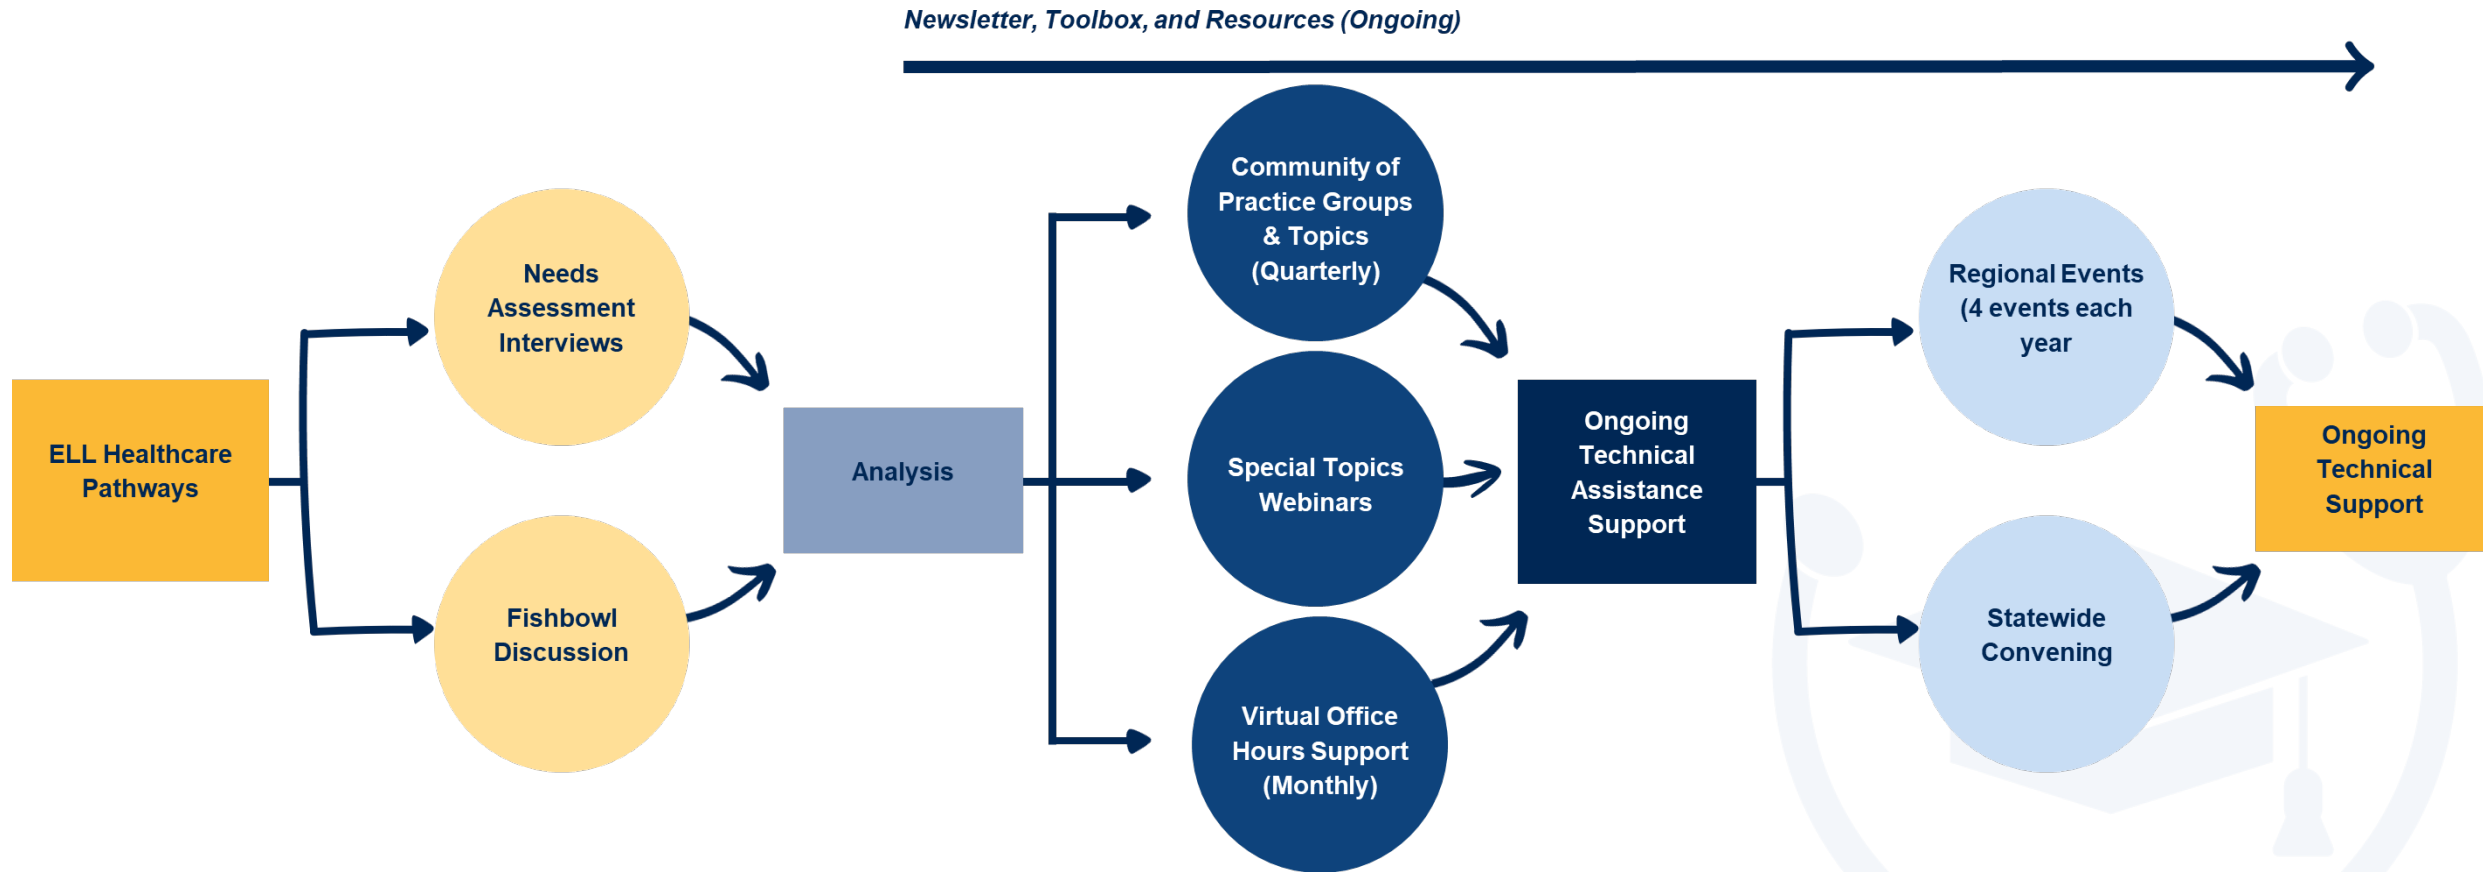 Newsletter, Toolbox, and Resources (Ongoing)
ELL Healthcare
Pathways
Needs
Assessment
Interviews
Fishbowl
Discussion
Analysis
Community of
Practice Groups
& Topics
(Quarterly)
Special Topics
Webinars
Virtual Office
Hours Support
(Monthly)
Ongoing
Technical
Assistance
Support
Regional Events
(4 events each
year
Statewide
Convening
Ongoing
Technical
Support